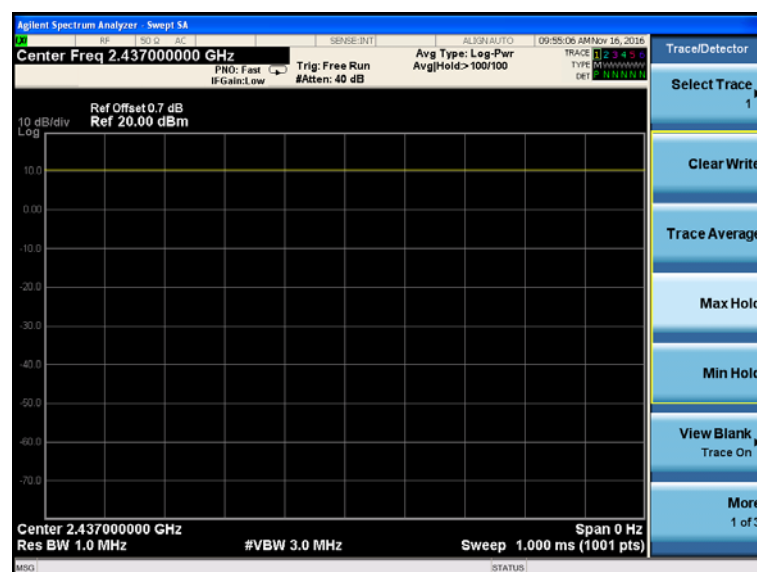 Agilent Spectrum Analyzer - Swept SA
RF 50 Ω AC SENSE:INT ALIGNAUTO 09:55:06 AMNov 16, 2016
Center Freq 2.437000000 GHz
PNO: Fast
IFGain:Low
Trig: Free Run
#Atten: 40 dB
Avg Type: Log-Pwr
Avg|Hold:>100/100
TRACE 1 2 3 4 5 6
TYPE MWWWWW
DET P N N N N N
Ref Offset 0.7 dB
10 dB/div Ref 20.00 dBm
Log
10.0
0.00
-10.0
-20.0
-30.0
-40.0
-50.0
-60.0
-70.0
Center 2.437000000 GHz Span 0 Hz
Res BW 1.0 MHz #VBW 3.0 MHz Sweep 1.000 ms (1001 pts)
MSG STATUS
Trace/Detector
Select Trace
1
Clear Write
Trace Average
Max Hold
Min Hold
View Blank
Trace On
More
1 of 3